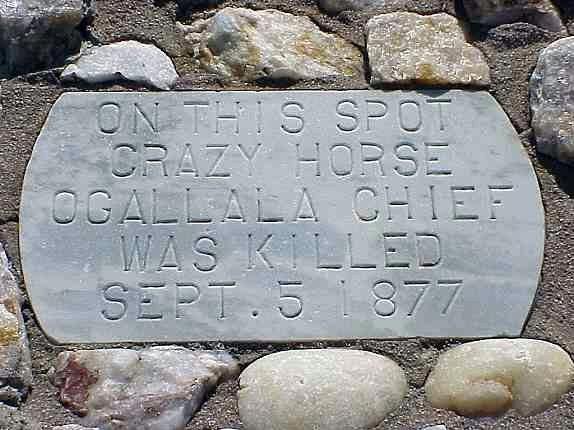 ON THIS SPOT
CRAZY HORSE
OGALLALA CHIEF
WAS KILLED
SEPT. 5 1877